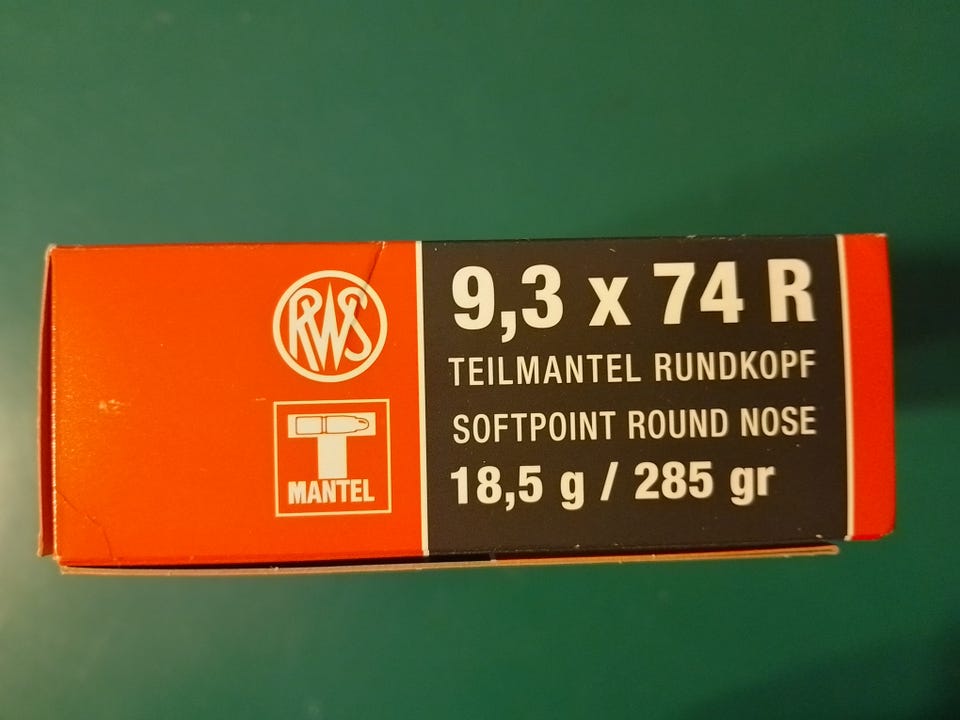 RWS
T
MANTEL
9,3 x 74 R
TEILMANTEL RUNDKOPF
SOFTPOINT ROUND NOSE
18,5 g / 285 gr